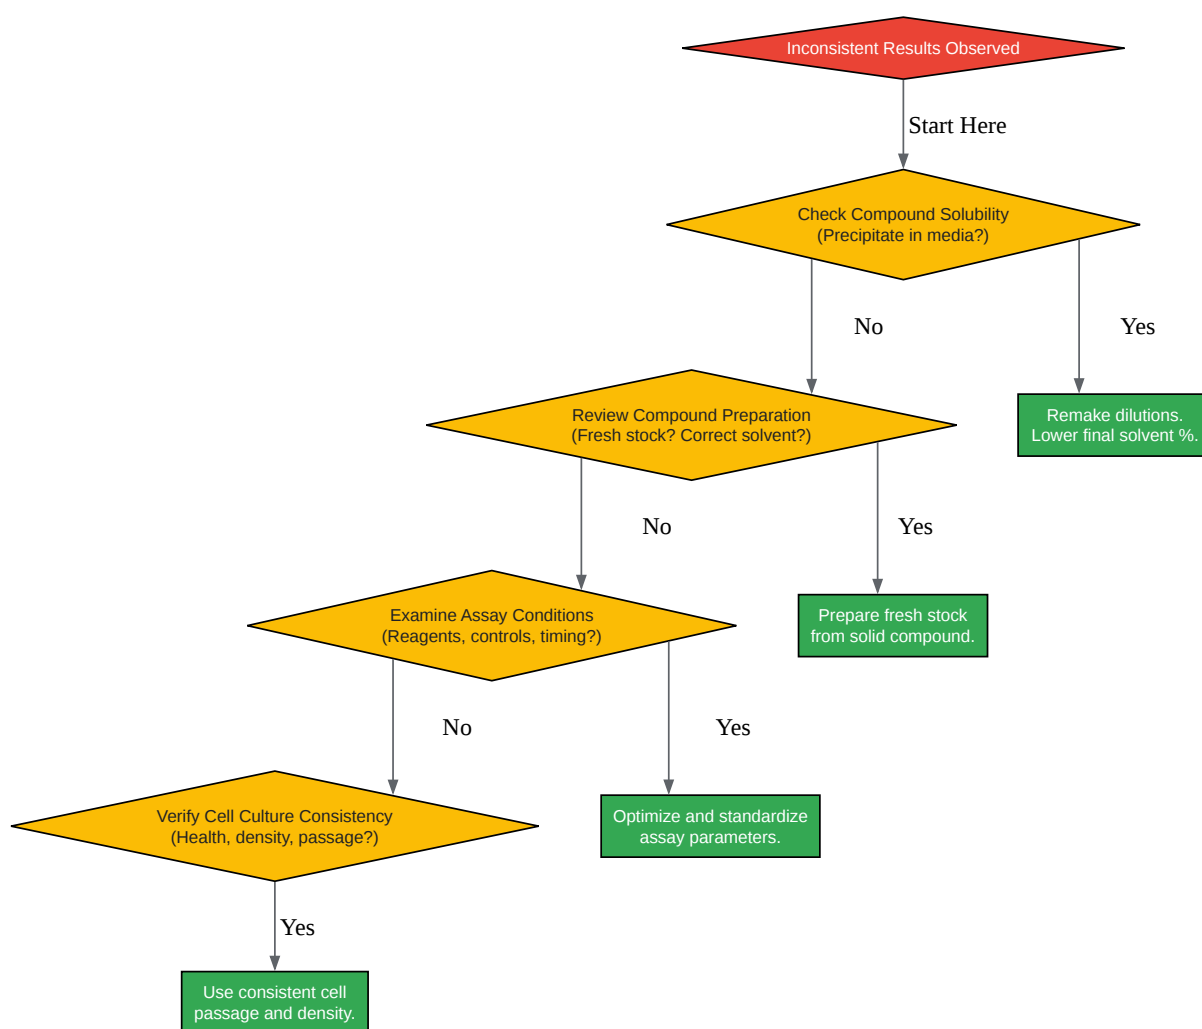 Inconsistent Results Observed
Start Here
Check Compound Solubility
(Precipitate in media?)
No
Yes
Review Compound Preparation
(Fresh stock? Correct solvent?)
Remake dilutions.
Lower final solvent %.
No
Yes
Examine Assay Conditions
(Reagents, controls, timing?)
Prepare fresh stock
from solid compound.
No
Yes
Verify Cell Culture Consistency
(Health, density, passage?)
Optimize and standardize
assay parameters.
Yes
Use consistent cell
passage and density.